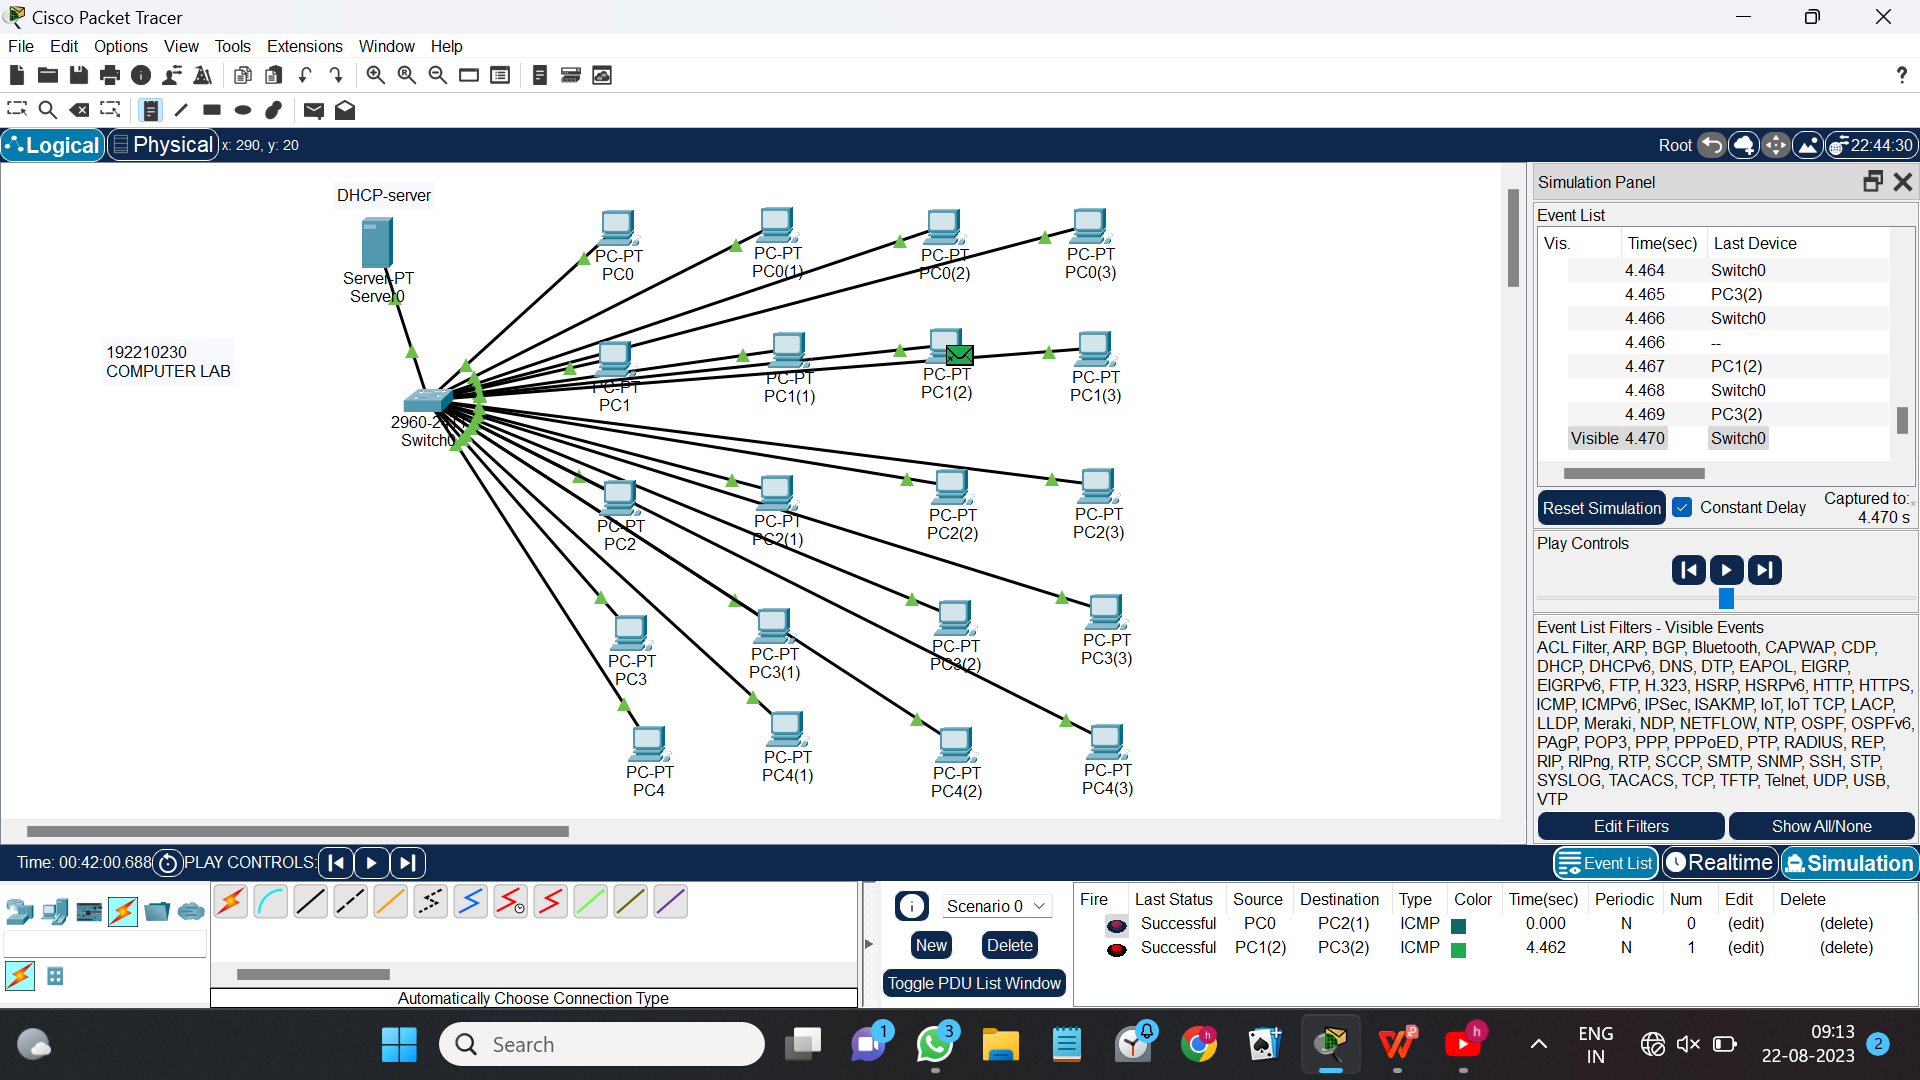 Cisco Packet Tracer
File Edit Options View Tools Extensions Window Help
?
Logical Physical x: 290, y: 20
Root 22:44:30
DHCP-server
Server-PT
Server0
192210230
COMPUTER LAB
Switch0
PC-PT
PC0
PC-PT
PC0(1)
PC-PT
PC0(2)
PC-PT
PC0(3)
PC-PT
PC1
PC-PT
PC1(1)
PC-PT
PC1(2)
PC-PT
PC1(3)
PC-PT
PC2
PC-PT
PC2(1)
PC-PT
PC2(2)
PC-PT
PC2(3)
PC-PT
PC3
PC-PT
PC3(1)
PC-PT
PC3(2)
PC-PT
PC3(3)
PC-PT
PC4
PC-PT
PC4(1)
PC-PT
PC4(2)
PC-PT
PC4(3)
Simulation Panel
Event List
Vis. Time(sec) Last Device
4.464 Switch0
4.465 PC3(2)
4.466 Switch0
4.466 --
4.467 PC1(2)
4.468 Switch0
4.469 PC3(2)
Visible 4.470 Switch0
Reset Simulation Constant Delay Captured to:
4.470 s
Play Controls
Event List Filters - Visible Events
ACL Filter, ARP, BGP, Bluetooth, CAPWAP, CDP,
DHCP, DHCPv6, DNS, DTP, EAPOL, EIGRP,
EIGRPv6, FTP, H.323, HSRP, HSRPv6, HTTP, HTTPS,
ICMP, ICMPv6, IPSec, ISAKMP, IoT, IoT TCP, LACP,
LLDP, Meraki, NDP, NETFLOW, NTP, OSPF, OSPFv6,
PAgP, POP3, PPP, PPPoED, PTP, RADIUS, REP,
RIP, RIPng, RTP, SCCP, SMTP, SNMP, SSH, STP,
SYSLOG, TACACS, TCP, TFTP, Telnet, UDP, USB,
VTP
Edit Filters Show All/None
Time: 00:42:00.688 PLAY CONTROLS:
Event List Realtime Simulation
Automatically Choose Connection Type
Scenario 0
New Delete
Toggle PDU List Window
Fire Last Status Source Destination Type Color Time(sec) Periodic Num Edit Delete
Successful PC0 PC2(1) ICMP 0.000 N 0 (edit) (delete)
Successful PC1(2) PC3(2) ICMP 4.462 N 1 (edit) (delete)
Search
1
3
h
h
ENG
IN
09:13
22-08-2023
2